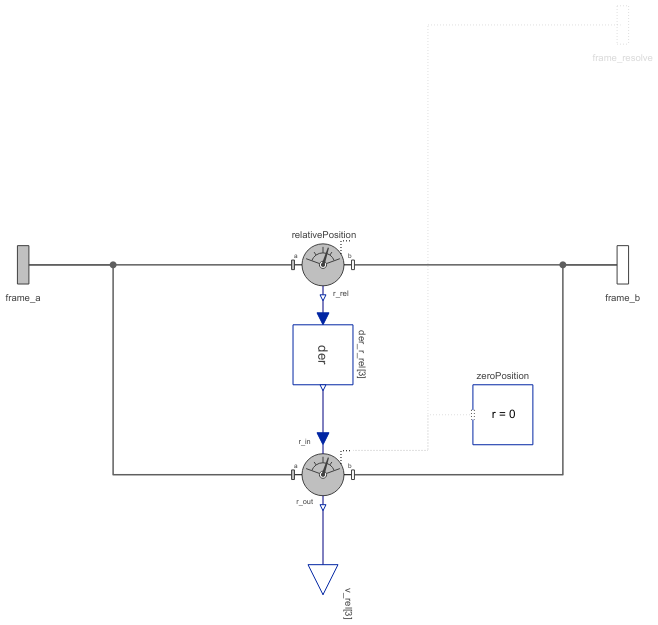 frame_resolve
relativePosition
a
b
frame_a
frame_b
r_rel
der
der_r_rel[3]
zeroPosition
r = 0
r_in
a
b
r_out
v_rel[3]